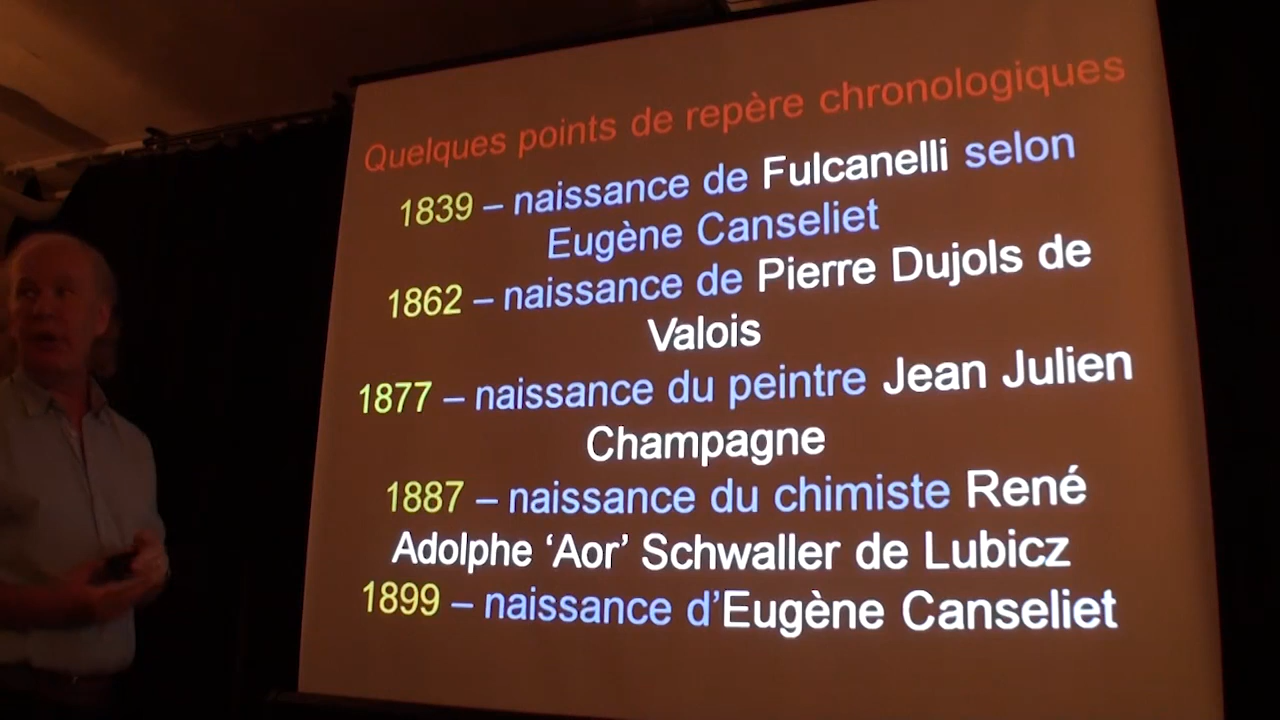 Quelques points de repère chronologiques
1839 – naissance de Fulcanelli selon
Eugène Canseliet
1862 – naissance de Pierre Dujols de
Valois
1877 – naissance du peintre Jean Julien
Champagne
1887 – naissance du chimiste René
Adolphe ‘Aor’ Schwaller de Lubicz
1899 – naissance d’Eugène Canseliet